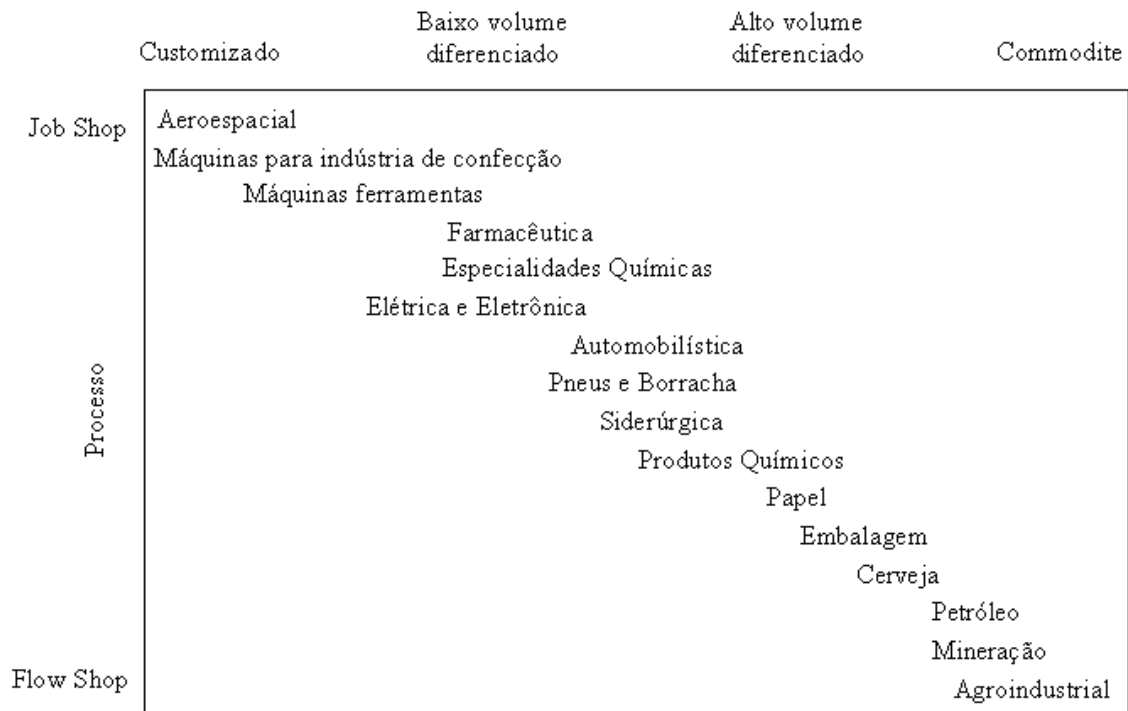 Customizado
Baixo volume
diferenciado
Alto volume
diferenciado
Commodite
Job Shop
Aeroespacial
Máquinas para indústria de confecção
Máquinas ferramentas
Farmacêutica
Especialidades Químicas
Elétrica e Eletrônica
Automobilística
Pneus e Borracha
Processo
Siderúrgica
Produtos Químicos
Papel
Embalagem
Cerveja
Petróleo
Mineração
Flow Shop
Agroindustrial